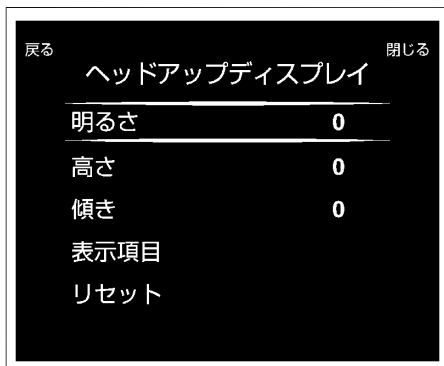 戻る 閉じる
ヘッドアップディスプレイ
明るさ 0
高さ 0
傾き 0
表示項目
リセット